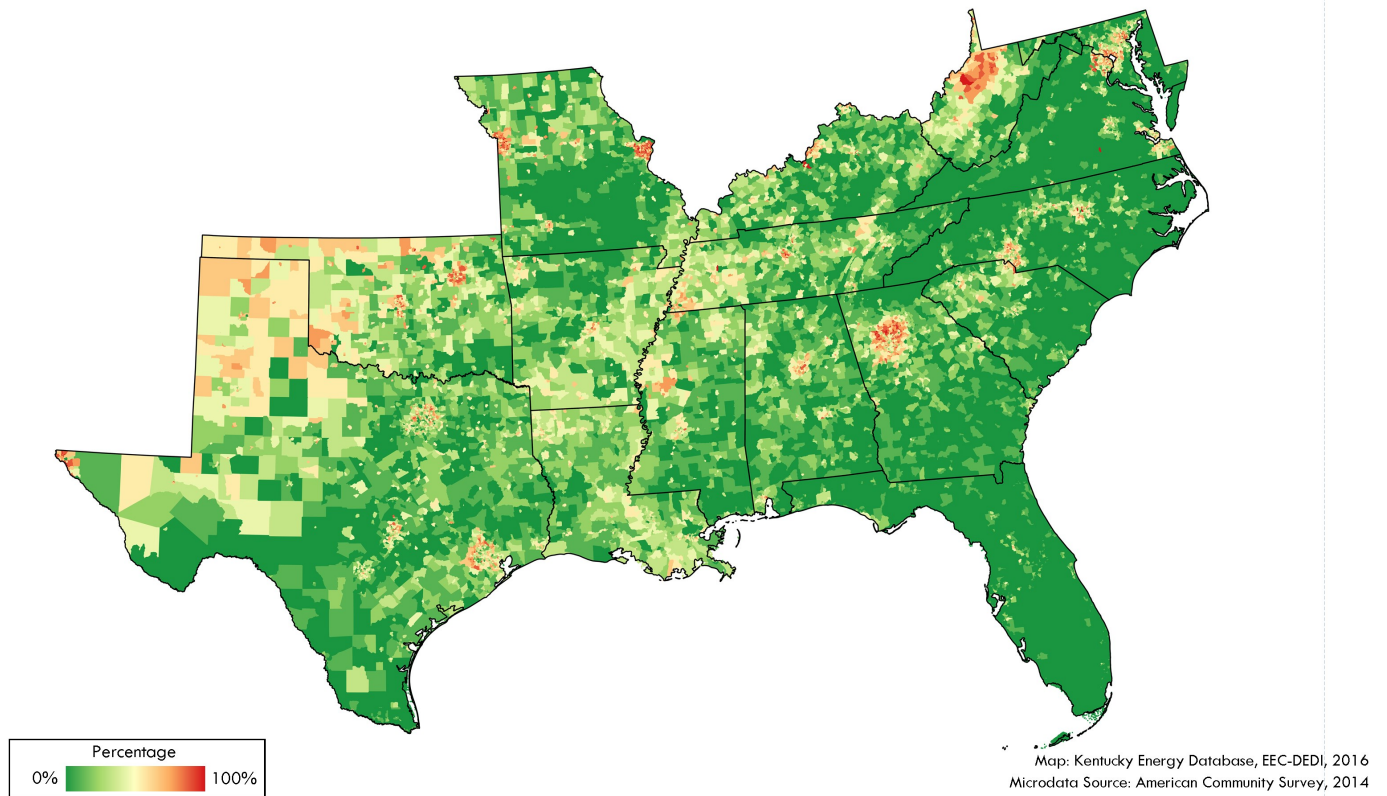 Percentage
0% 100%
Map: Kentucky Energy Database, EEC-DEDI, 2016
Microdata Source: American Community Survey, 2014